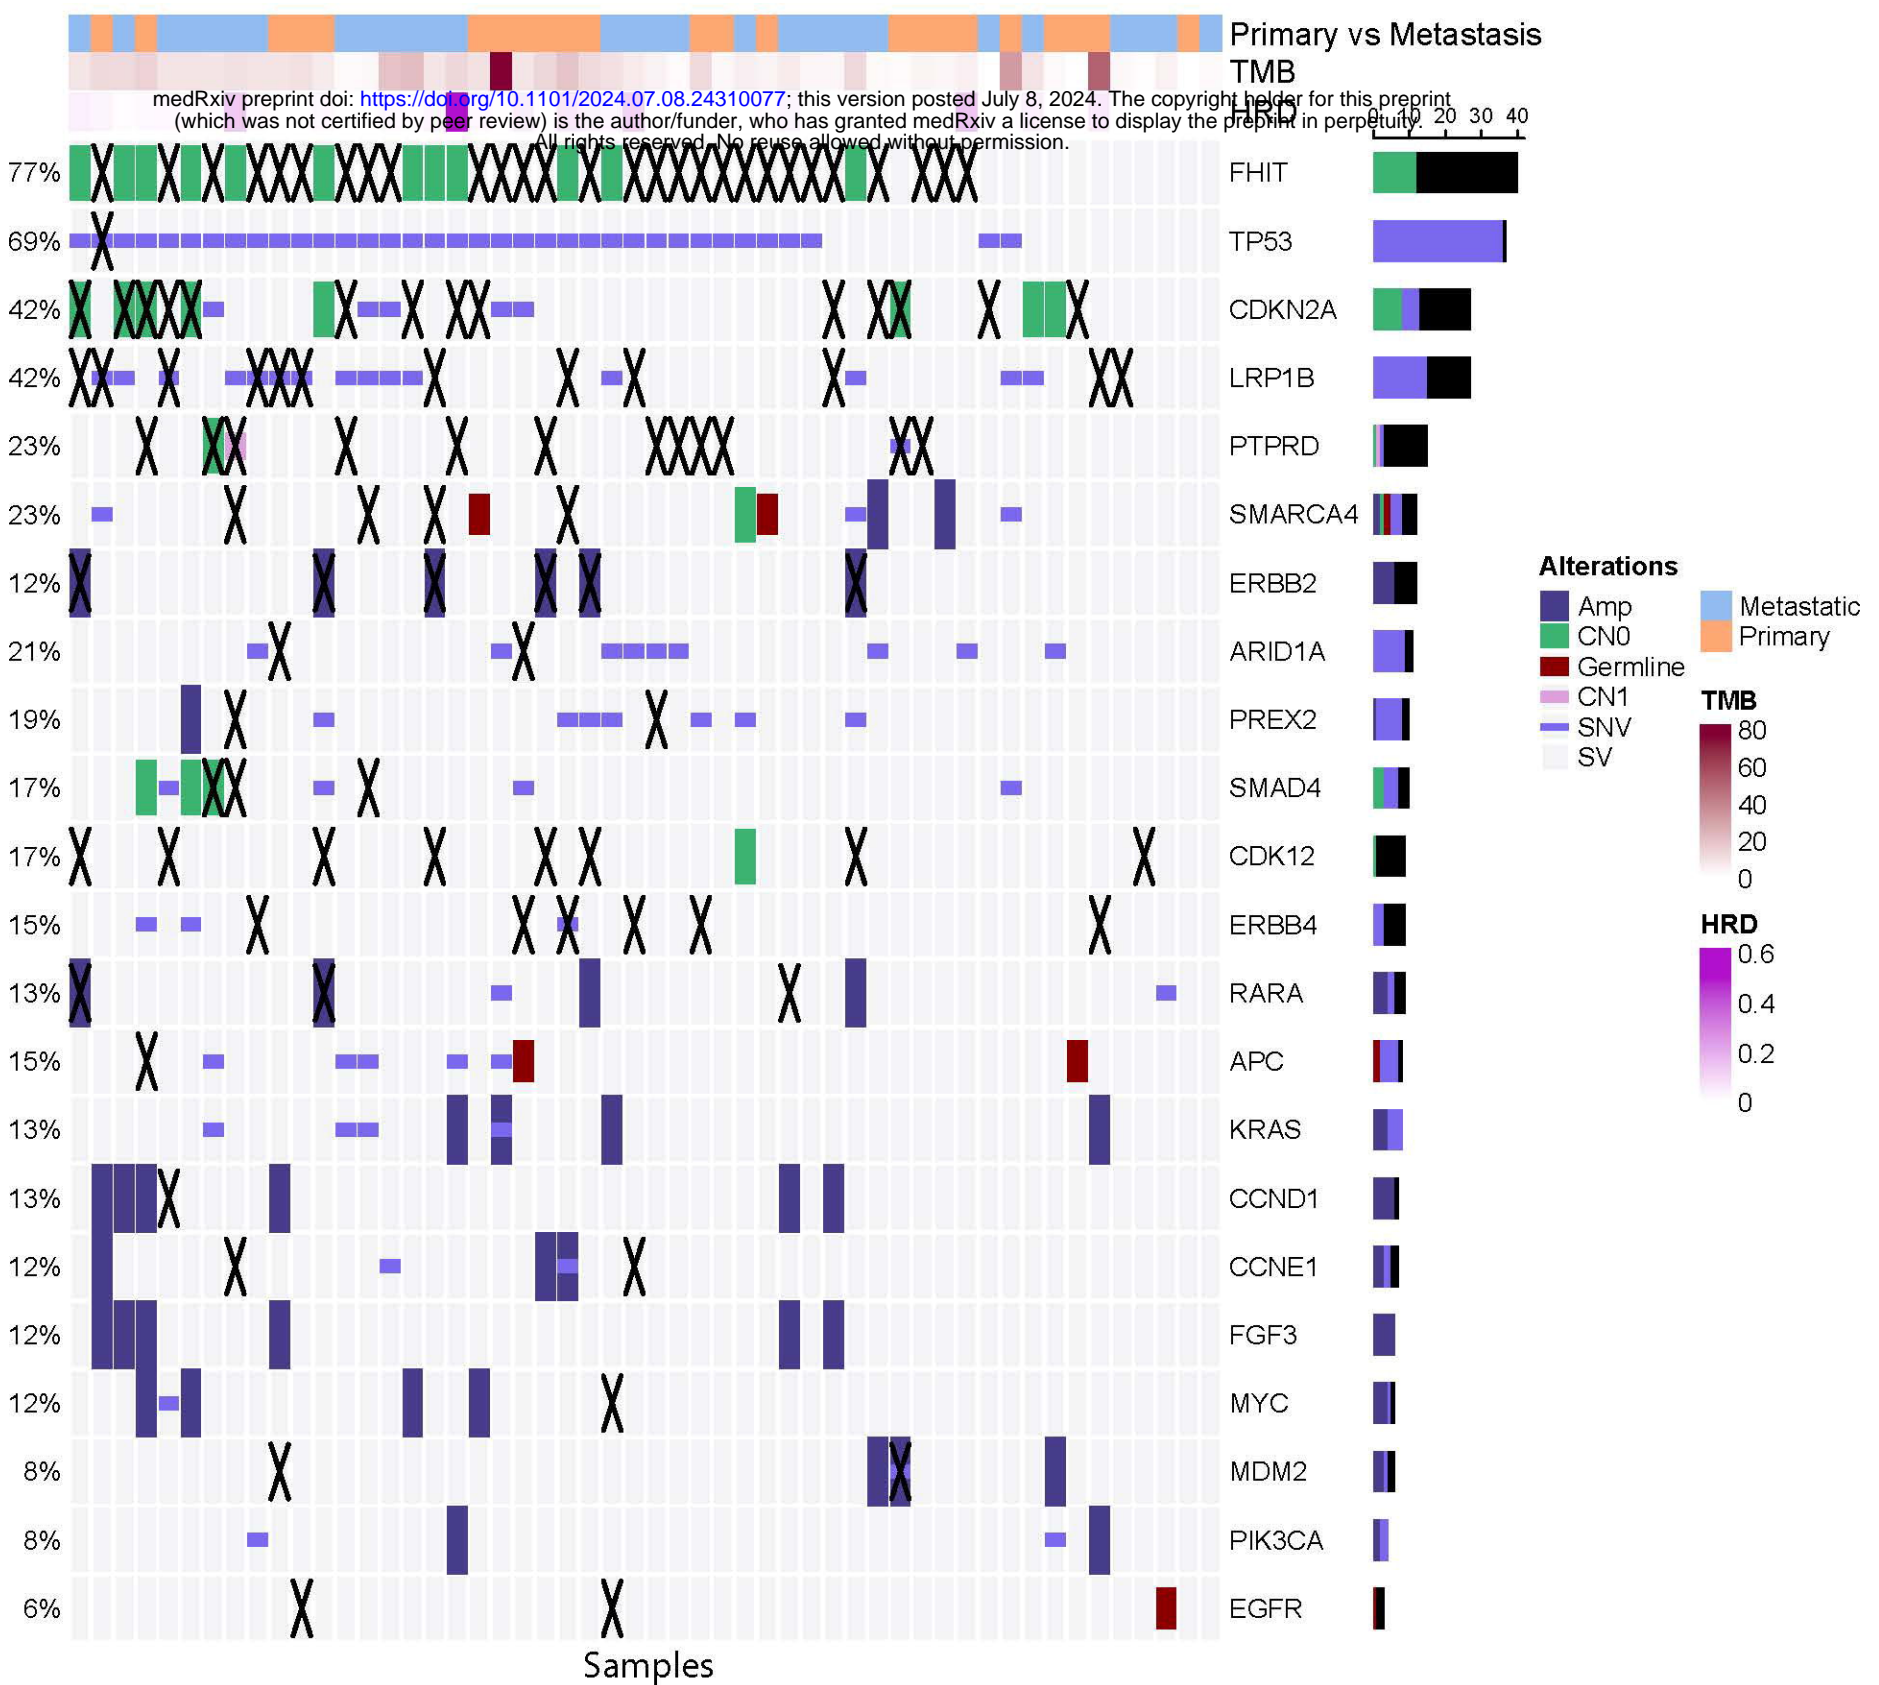 Primary vs Metastasis
TMB
HRD
medRxiv preprint doi: https://doi.org/10.1101/2024.07.08.24310077; this version posted July 8, 2024. The copyright holder for this preprint
(which was not certified by peer review) is the author/funder, who has granted medRxiv a license to display the preprint in perpetuity.
All rights reserved. No reuse allowed without permission.
0 10 20 30 40
77% FHIT
69% TP53
42% CDKN2A
42% LRP1B
23% PTPRD
23% SMARCA4
12% ERBB2
21% ARID1A
19% PREX2
17% SMAD4
17% CDK12
15% ERBB4
13% RARA
15% APC
13% KRAS
13% CCND1
12% CCNE1
12% FGF3
12% MYC
8% MDM2
8% PIK3CA
6% EGFR
Samples
Alterations
Amp
CN0
Germline
CN1
SNV
SV
Metastatic
Primary
TMB
80
60
40
20
0
HRD
0.6
0.4
0.2
0